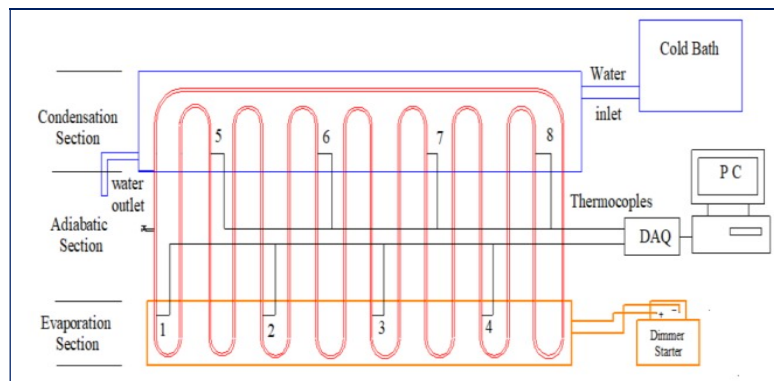 Cold Bath
Water
inlet
Condensation
Section
5
6
7
8
water
outlet
Thermocoples
P C
Adiabatic
Section
DAQ
Evaporation
Section
1
2
3
4
+ -
Dimmer
Starter